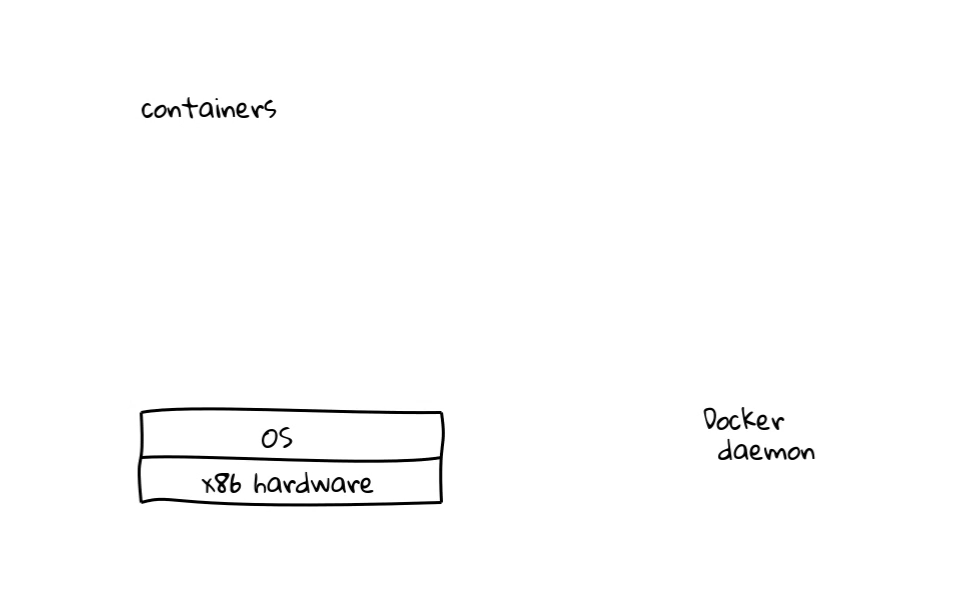 containers
OS
x86 hardware
Docker
daemon